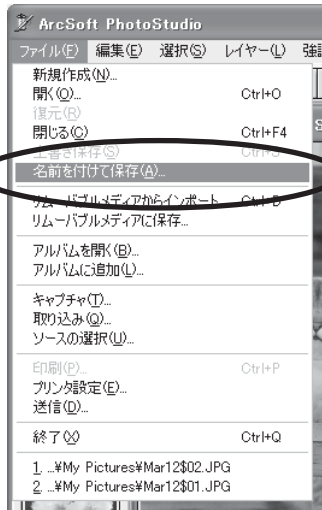 ArcSoft PhotoStudio
ファイル(F) 編集(E) 選択(S) レイヤー(L) 強
新規作成(N)...
開く(O)... Ctrl+O
復元(R)
閉じる(C) Ctrl+F4
上書き保存(S) Ctrl+S
名前を付けて保存(A)...
リムーバブルメディアからインポート... Ctrl+D
リムーバブルメディアに保存...
アルバムを開く(B)...
アルバムに追加(L)...
キャプチャ(T)...
取り込み(Q)...
ソースの選択(U)...
印刷(P)... Ctrl+P
プリンタ設定(E)...
送信(D)...
終了(X) Ctrl+Q
1. ...¥My Pictures¥Mar12$02.JPG
2. ...¥My Pictures¥Mar12$01.JPG